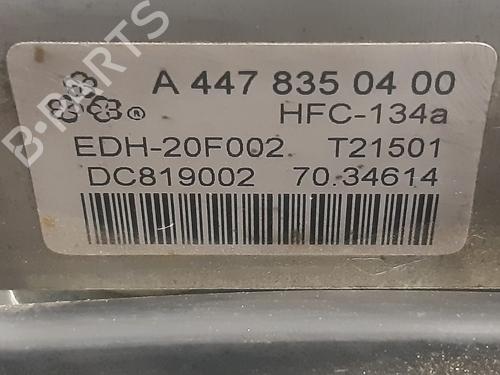 A 447 835 04 00
®
HFC-134a
EDH-20F002 T21501
DC819002 70.34614
B-PARTS